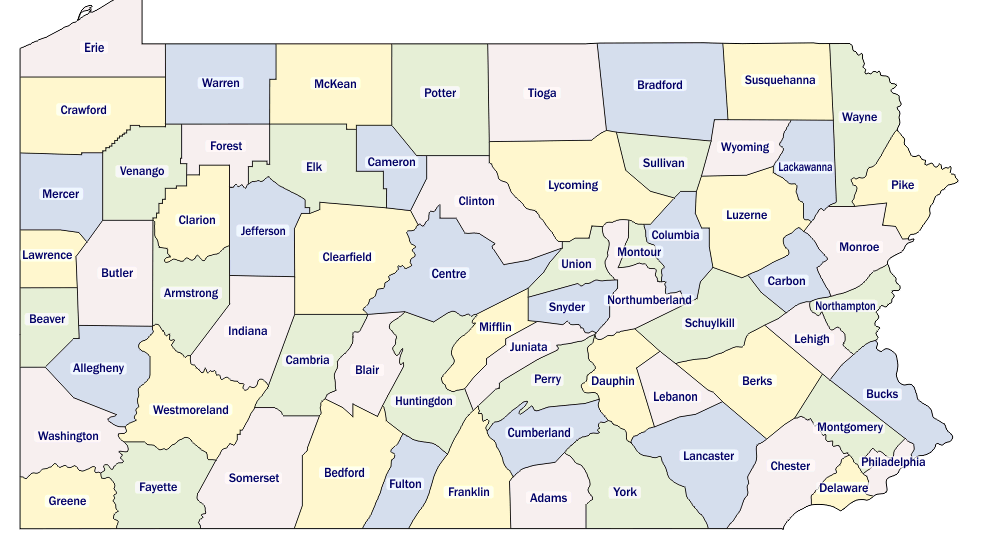 Erie
Warren
McKean
Potter
Tioga
Bradford
Susquehanna
Crawford
Wayne
Forest
Wyoming
Venango
Elk
Cameron
Sullivan
Lackawanna
Mercer
Lycoming
Pike
Clinton
Clarion
Luzerne
Jefferson
Columbia
Lawrence
Clearfield
Montour
Monroe
Butler
Centre
Union
Carbon
Armstrong
Northumberland
Snyder
Northampton
Beaver
Indiana
Mifflin
Schuylkill
Juniata
Lehigh
Cambria
Allegheny
Blair
Perry
Dauphin
Berks
Lebanon
Bucks
Huntingdon
Westmoreland
Montgomery
Washington
Cumberland
Lancaster
Philadelphia
Chester
Bedford
Somerset
Fulton
Franklin
Fayette
Delaware
York
Adams
Greene